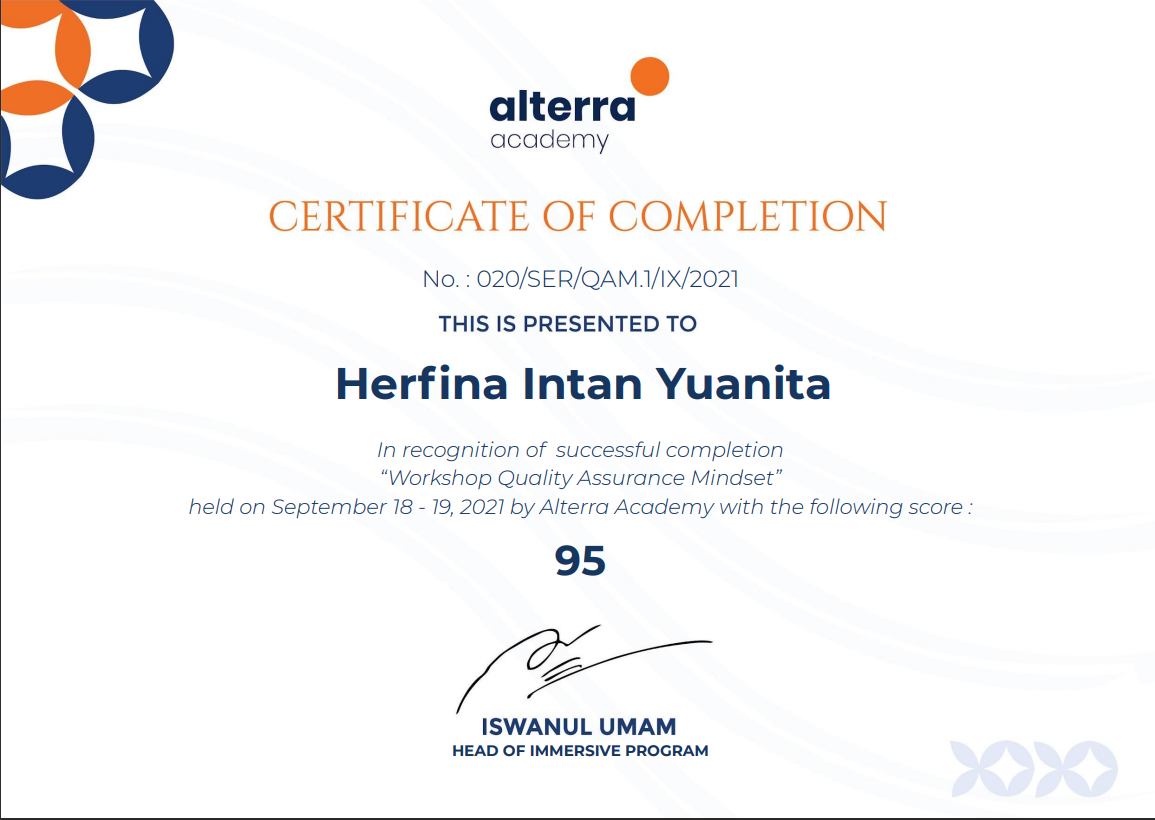 alterra
academy
CERTIFICATE OF COMPLETION
No. : 020/SER/QAM.1/IX/2021
THIS IS PRESENTED TO
Herfina Intan Yuanita
In recognition of  successful completion
“Workshop Quality Assurance Mindset”
held on September 18 - 19, 2021 by Alterra Academy with the following score :
95
ISWANUL UMAM
HEAD OF IMMERSIVE PROGRAM